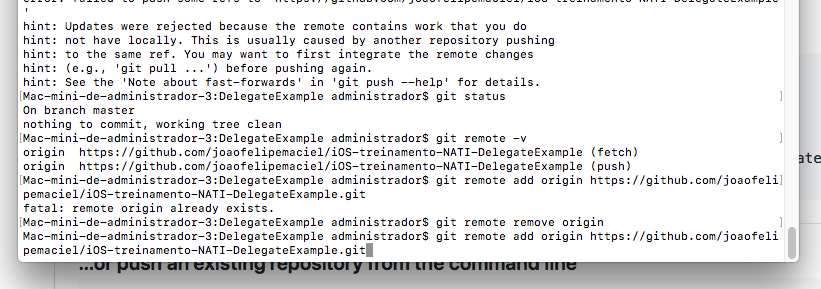 error: failed to push some refs to 'https://github.com/joaofelipemaciel/iOS-treinamento-NATI-DelegateExample
'
hint: Updates were rejected because the remote contains work that you do
hint: not have locally. This is usually caused by another repository pushing
hint: to the same ref. You may want to first integrate the remote changes
hint: (e.g., 'git pull ...') before pushing again.
hint: See the 'Note about fast-forwards' in 'git push --help' for details.
[Mac-mini-de-administrador-3:DelegateExample administrador$ git status ]
On branch master
nothing to commit, working tree clean
[Mac-mini-de-administrador-3:DelegateExample administrador$ git remote -v ]
origin https://github.com/joaofelipemaciel/iOS-treinamento-NATI-DelegateExample (fetch)
origin https://github.com/joaofelipemaciel/iOS-treinamento-NATI-DelegateExample (push)
[Mac-mini-de-administrador-3:DelegateExample administrador$ git remote add origin https://github.com/joaofeli]
pemaciel/iOS-treinamento-NATI-DelegateExample.git
fatal: remote origin already exists.
[Mac-mini-de-administrador-3:DelegateExample administrador$ git remote remove origin ]
[Mac-mini-de-administrador-3:DelegateExample administrador$ git remote add origin https://github.com/joaofeli
pemaciel/iOS-treinamento-NATI-DelegateExample.git
ate
...or push an existing repository from the command line